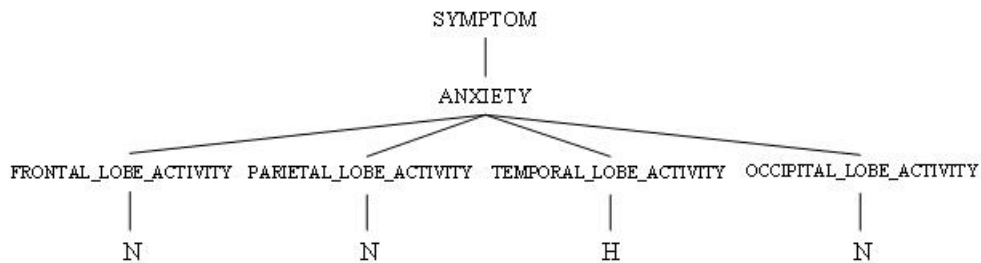 SYMPTOM
ANXIETY
FRONTAL_LOBE_ACTIVITY PARIETAL_LOBE_ACTIVITY TEMPORAL_LOBE_ACTIVITY OCCIPITAL_LOBE_ACTIVITY
N N H N